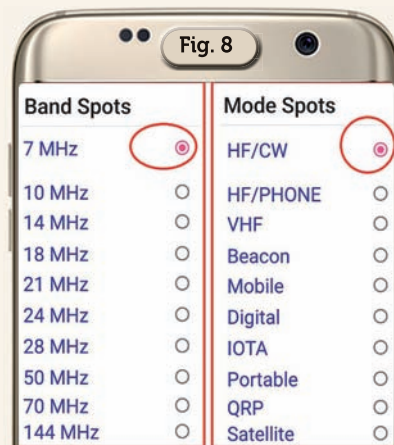 Fig. 8
Band Spots
7 MHz
10 MHz
14 MHz
18 MHz
21 MHz
24 MHz
28 MHz
50 MHz
70 MHz
144 MHz
Mode Spots
HF/CW
HF/PHONE
VHF
Beacon
Mobile
Digital
IOTA
Portable
QRP
Satellite